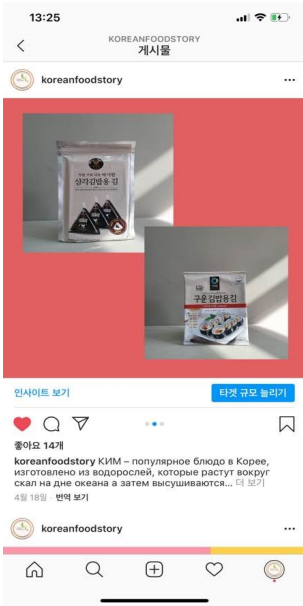 13:25
KOREANFOODSTORY
게시물
koreanfoodstory
삼각김밥용 김
구운김밥용김
인사이트 보기
타겟 규모 늘리기
좋아요 14개
koreanfoodstory КИМ – популярное блюдо в Корее,
изготовлено из водорослей, которые растут вокруг
скал на дне океана а затем высушиваются... 더 보기
4월 18일 · 번역 보기
koreanfoodstory